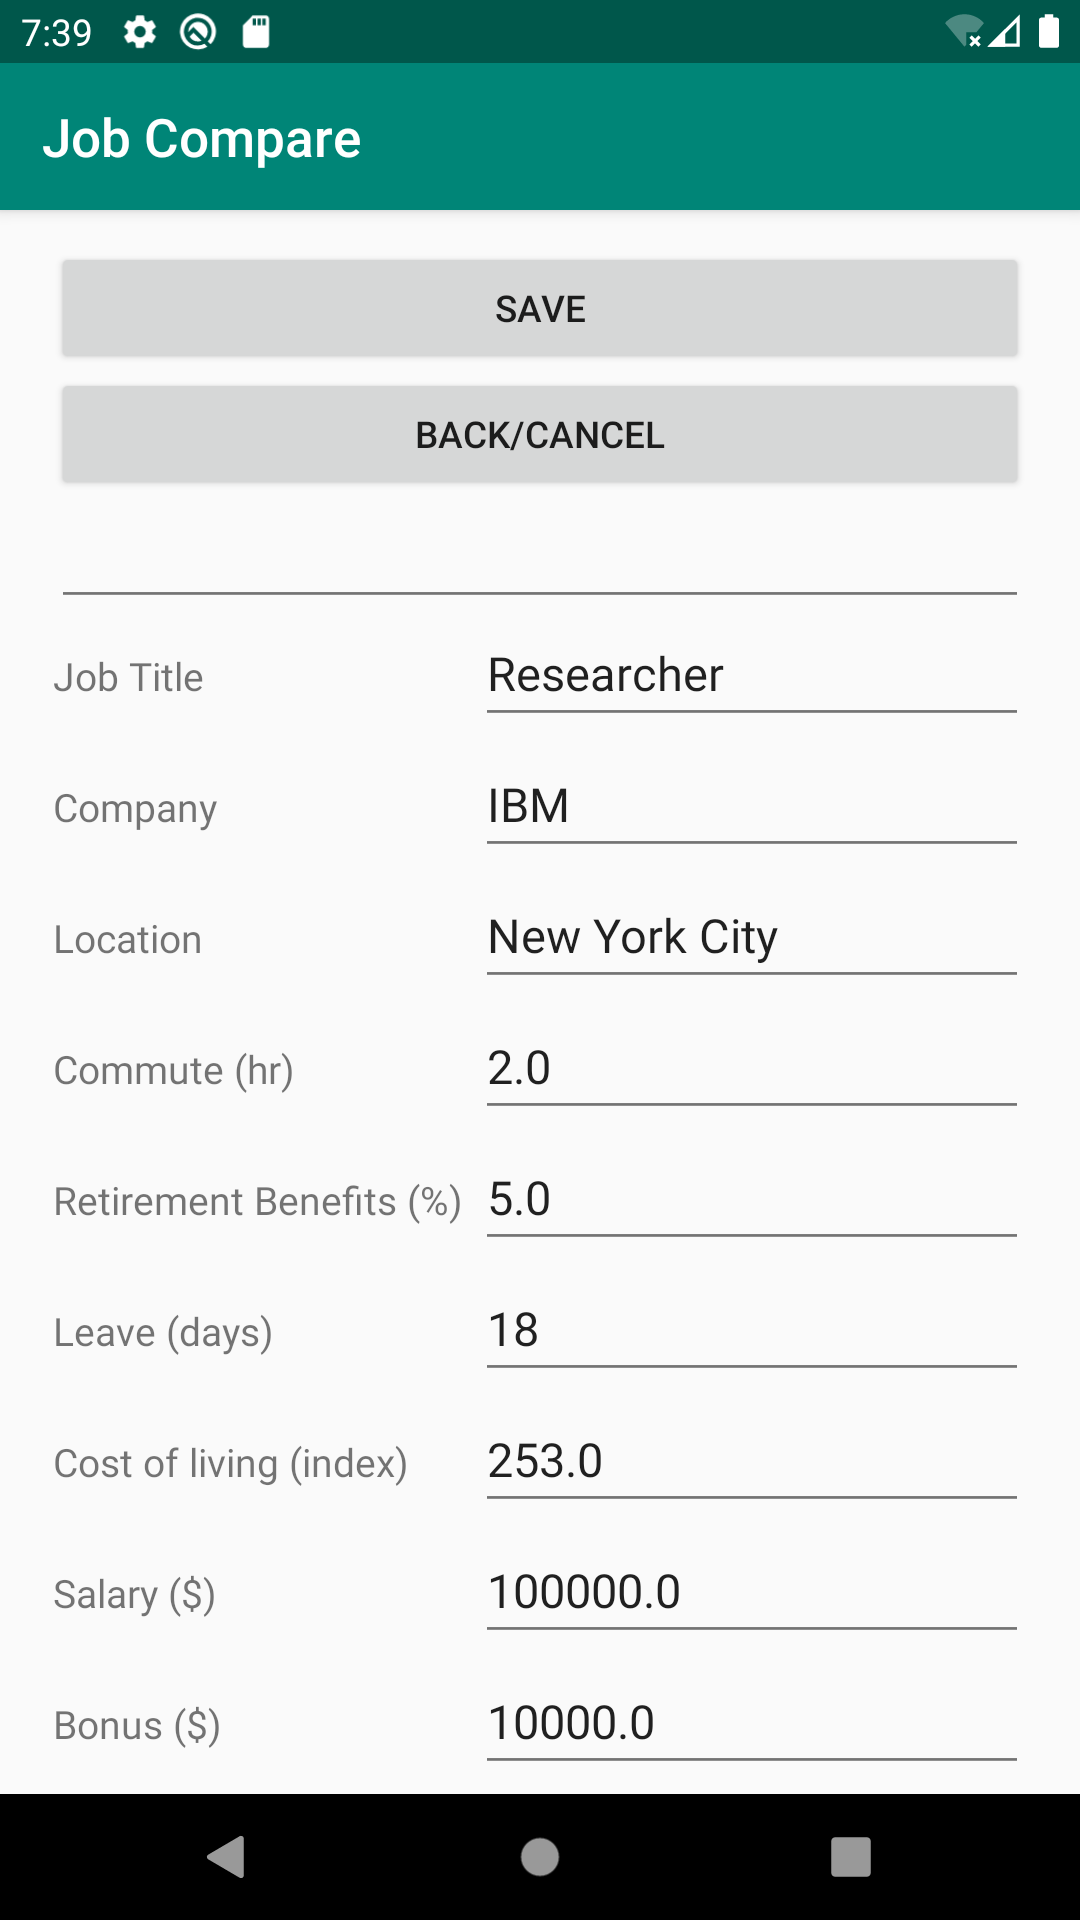 7:39
Job Compare
SAVE
BACK/CANCEL
Job Title Researcher
Company IBM
Location New York City
Commute (hr) 2.0
Retirement Benefits (%) 5.0
Leave (days) 18
Cost of living (index) 253.0
Salary ($) 100000.0
Bonus ($) 10000.0